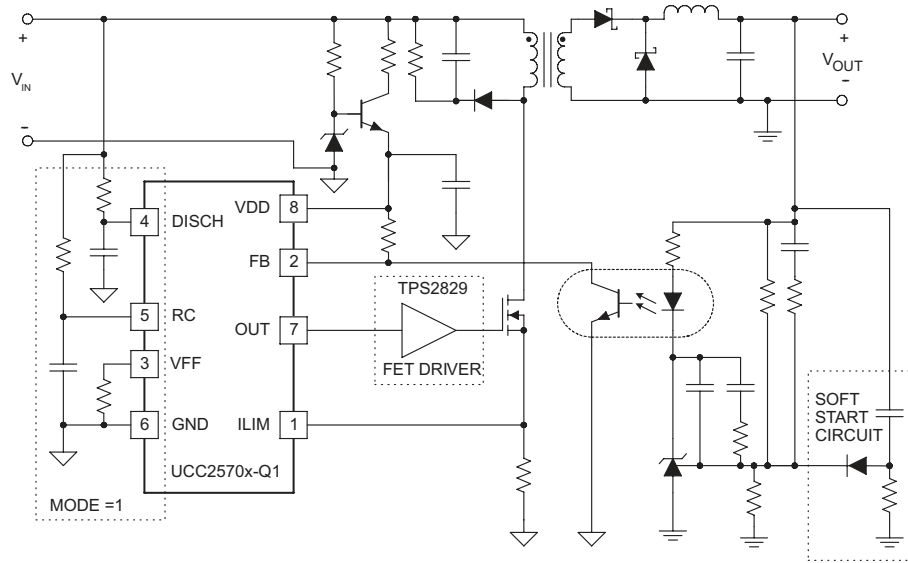 +
V_IN
-
+
V_OUT
-
4 DISCH
VDD 8
FB 2
5 RC
OUT 7
3 VFF
6 GND
ILIM 1
UCC2570x-Q1
MODE =1
TPS2829
FET DRIVER
SOFT
START
CIRCUIT